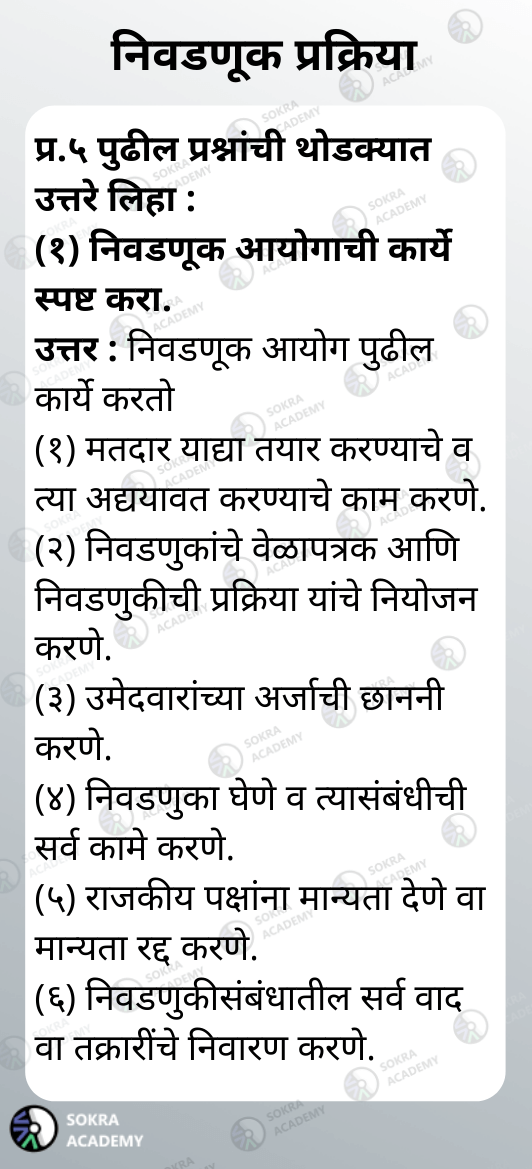 निवडणूक प्रक्रिया
प्र.५ पुढील प्रश्नांची थोडक्यात
उत्तरे लिहा :
(१) निवडणूक आयोगाची कार्ये
स्पष्ट करा.
उत्तर : निवडणूक आयोग पुढील
कार्ये करतो
(१) मतदार याद्या तयार करण्याचे व
त्या अद्ययावत करण्याचे काम करणे.
(२) निवडणुकांचे वेळापत्रक आणि
निवडणुकीची प्रक्रिया यांचे नियोजन
करणे.
(३) उमेदवारांच्या अर्जाची छाननी
करणे.
(४) निवडणुका घेणे व त्यासंबंधीची
सर्व कामे करणे.
(५) राजकीय पक्षांना मान्यता देणे वा
मान्यता रद्द करणे.
(६) निवडणुकीसंबंधातील सर्व वाद
वा तक्रारींचे निवारण करणे.
SOKRA
ACADEMY